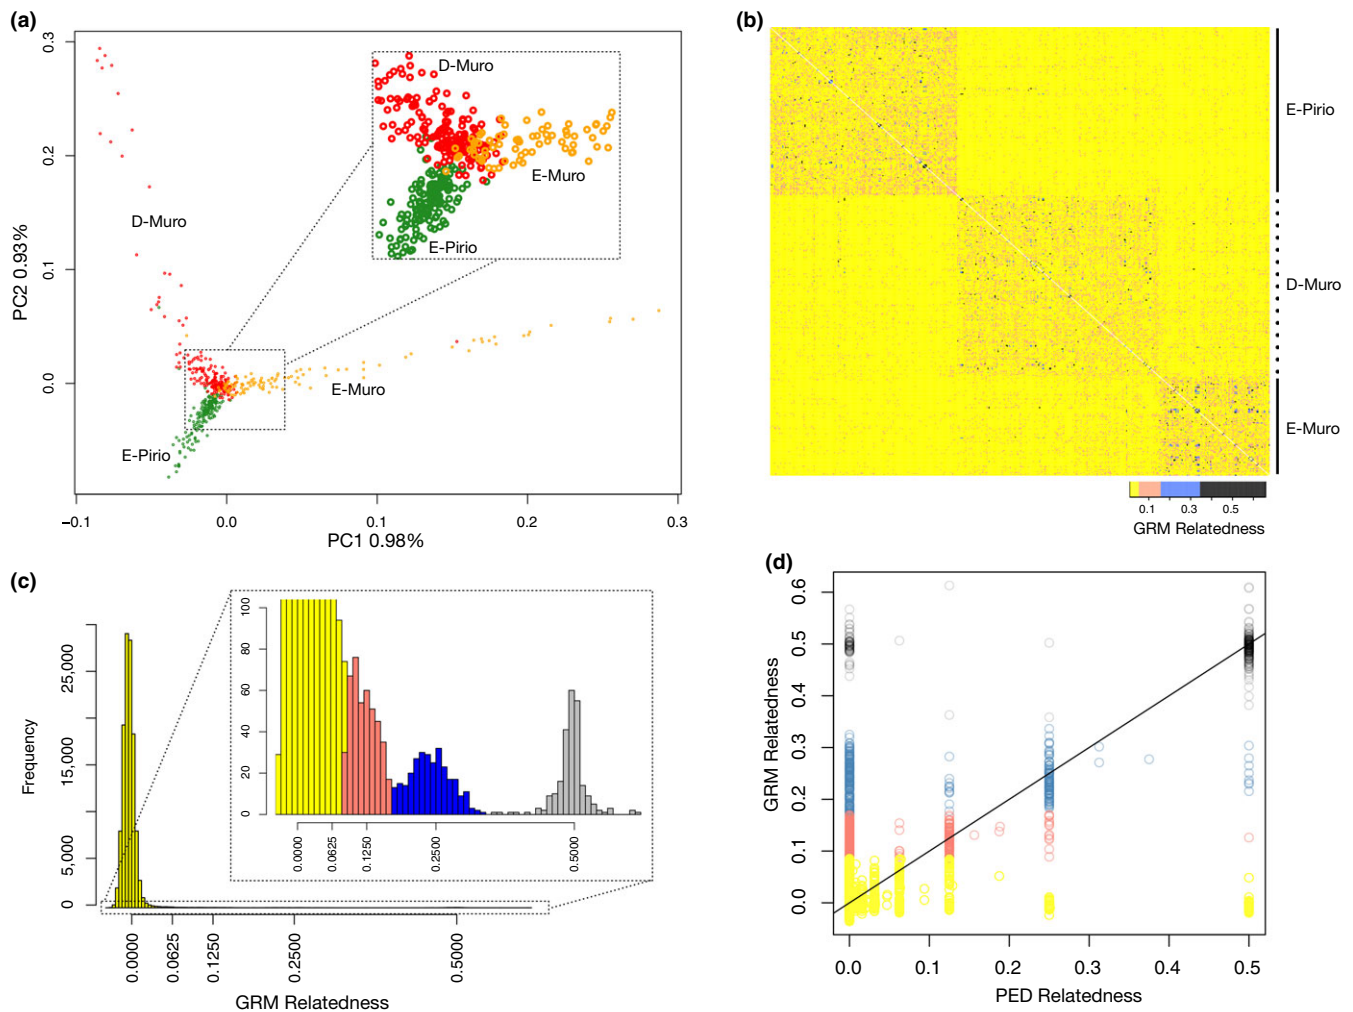 (a)
0.3
0.2
0.1
0.0
PC2 0.93%
D-Muro
E-Muro
E-Pirio
D-Muro
E-Muro
E-Pirio
−0.1 0.0 0.1 0.2 0.3
PC1 0.98%
(b)
E-Pirio
D-Muro
E-Muro
0.1 0.3 0.5
GRM Relatedness
(c)
Frequency
25,000
15,000
5,000
0
100
80
60
40
20
0
0.0000 0.0625 0.1250 0.2500 0.5000
0.0000 0.0625 0.1250 0.2500 0.5000
GRM Relatedness
(d)
GRM Relatedness
0.6
0.5
0.4
0.3
0.2
0.1
0.0
0.0 0.1 0.2 0.3 0.4 0.5
PED Relatedness